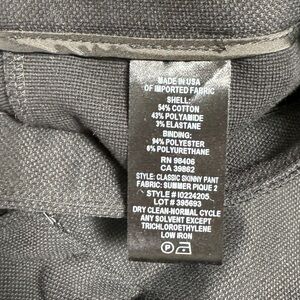 MADE IN USA
OF IMPORTED FABRIC
SHELL:
54% COTTON
43% POLYAMIDE
3% ELASTANE
BINDING:
94% POLYESTER
6% POLYURETHANE
RN 98406
CA 39862
STYLE: CLASSIC SKINNY PANT
FABRIC: SUMMER PIQUE 2
STYLE # I0224205
LOT # 395693
DRY CLEAN-NORMAL CYCLE
ANY SOLVENT EXCEPT
TRICHLOROETHYLENE
LOW IRON
P